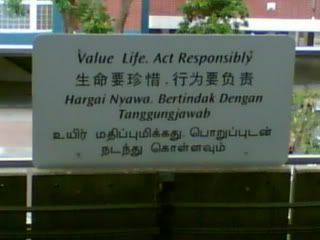 Value Life. Act Responsibly
生命要珍惜．行为要负责
Hargai Nyawa. Bertindak Dengan
Tanggungjawab
உயிர் மதிப்புமிக்கது. பொறுப்புடன்
நடந்து கொள்ளவும்